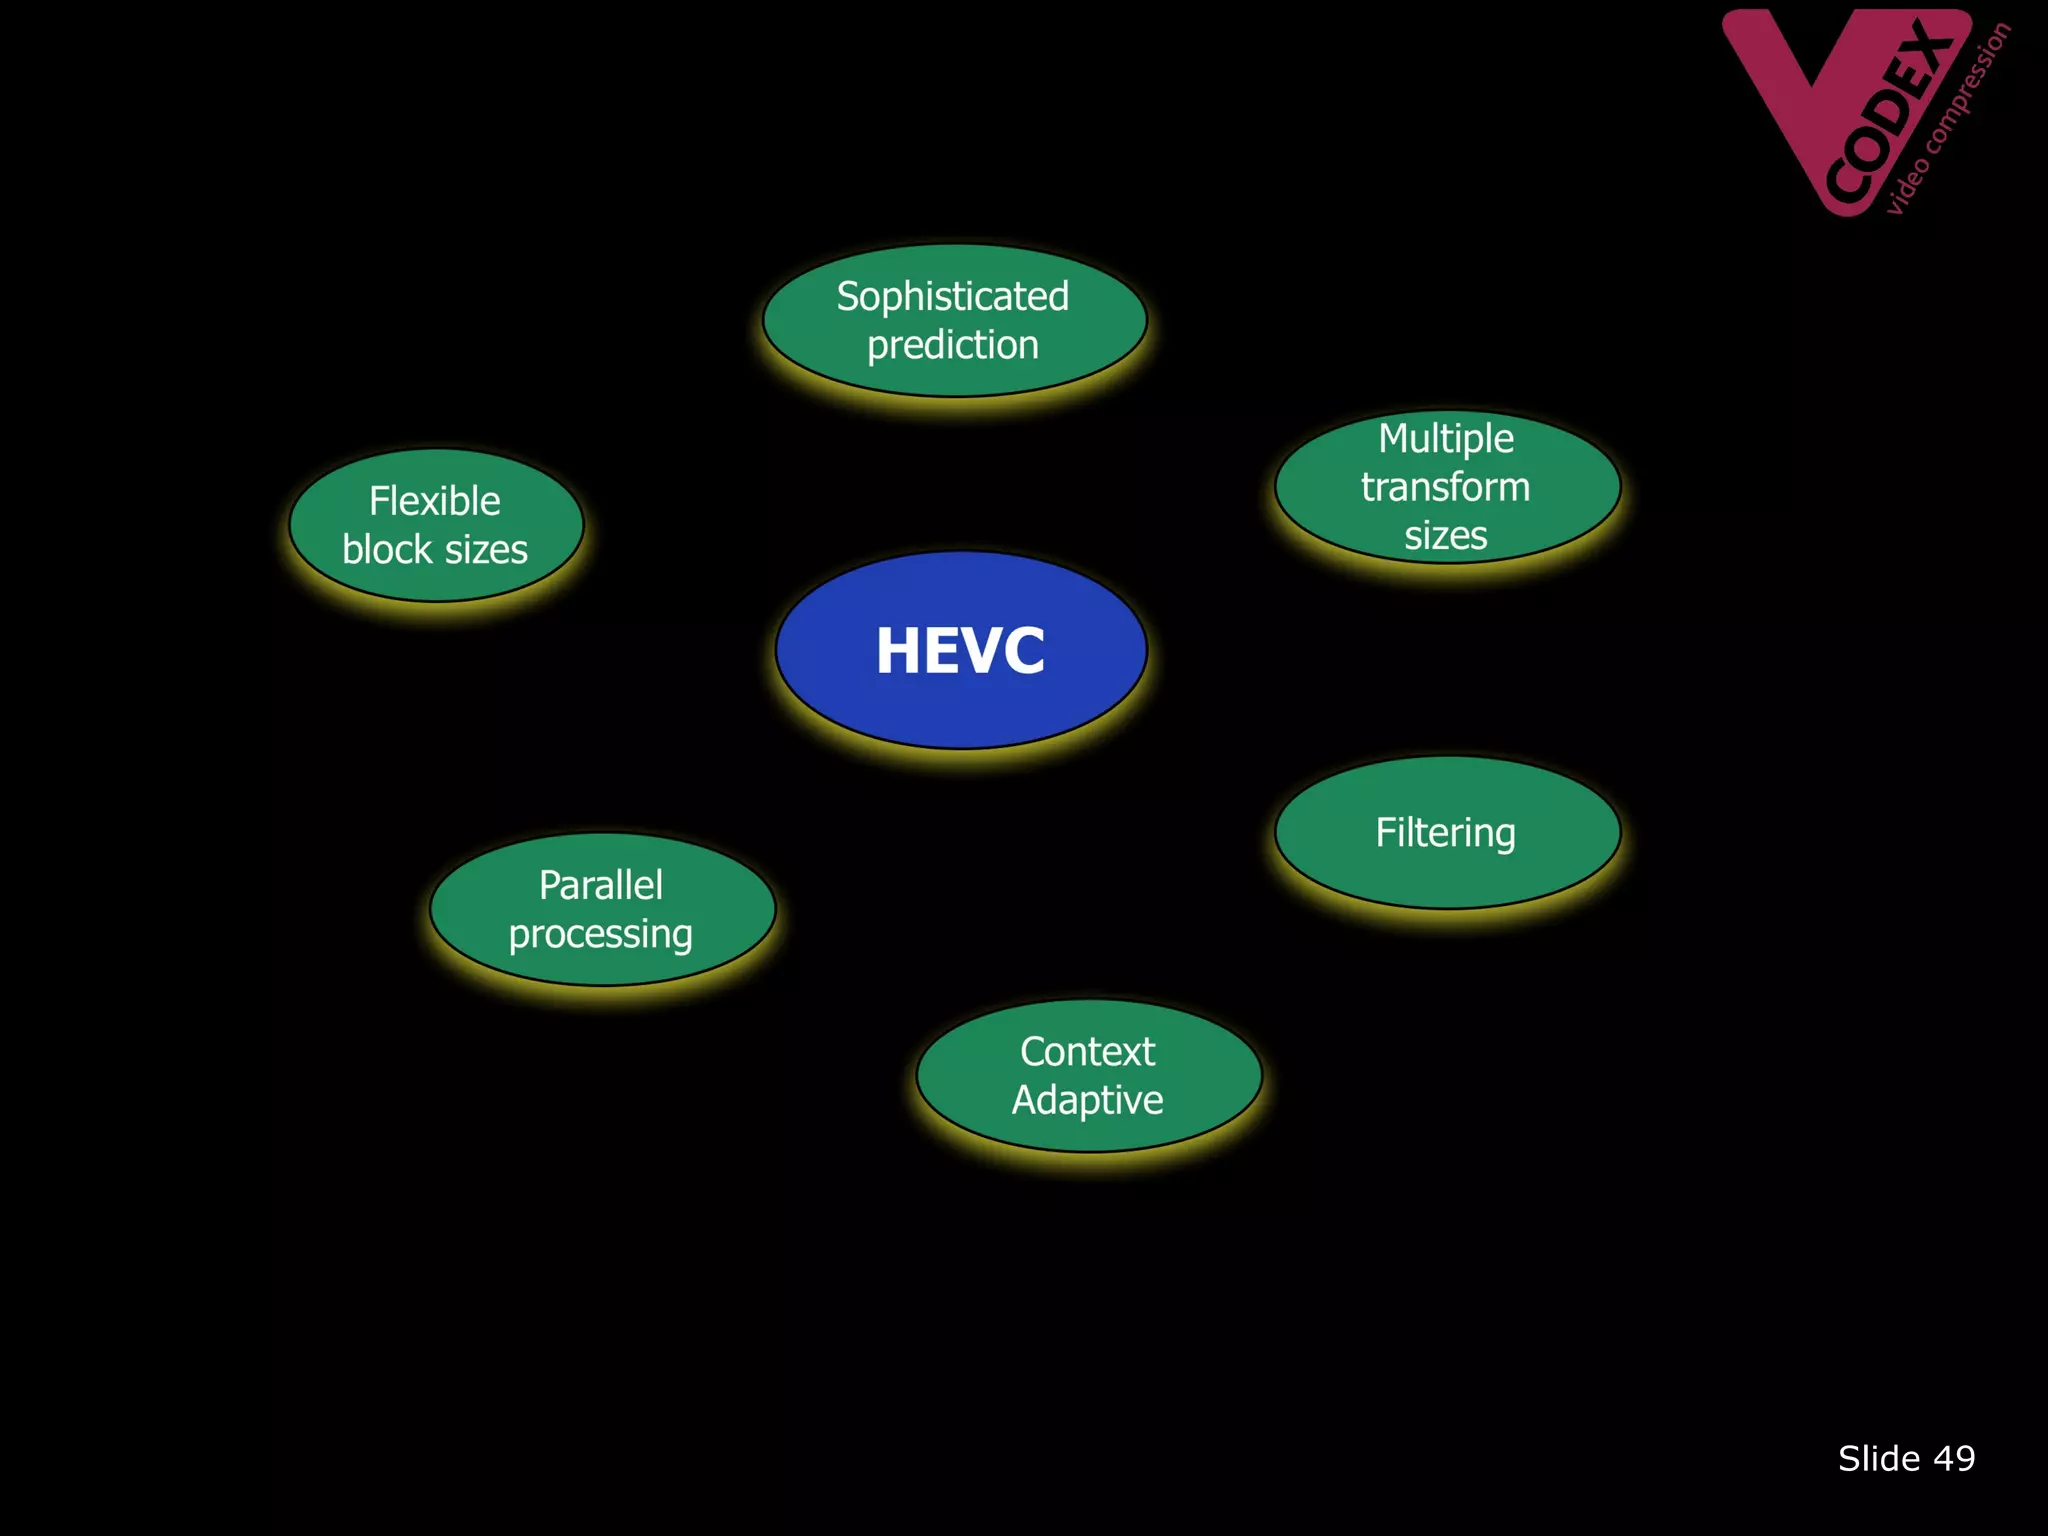 CODEX
video compression
Sophisticated
prediction
Multiple
transform
sizes
Flexible
block sizes
HEVC
Filtering
Parallel
processing
Context
Adaptive
Slide 49